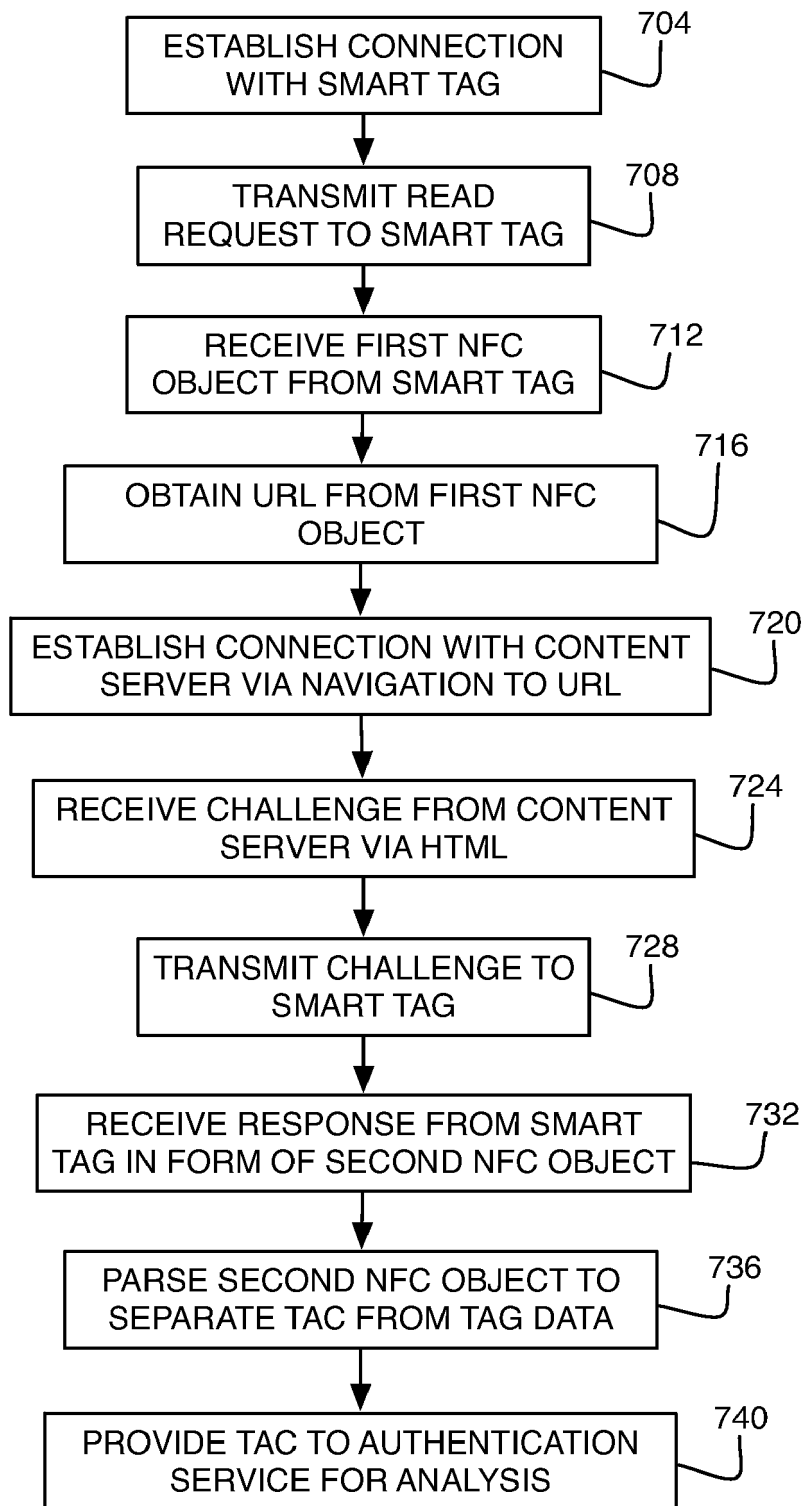 ESTABLISH CONNECTION
WITH SMART TAG
704
TRANSMIT READ
REQUEST TO SMART TAG
708
RECEIVE FIRST NFC
OBJECT FROM SMART TAG
712
OBTAIN URL FROM FIRST NFC
OBJECT
716
ESTABLISH CONNECTION WITH CONTENT
SERVER VIA NAVIGATION TO URL
720
RECEIVE CHALLENGE FROM CONTENT
SERVER VIA HTML
724
TRANSMIT CHALLENGE TO
SMART TAG
728
RECEIVE RESPONSE FROM SMART
TAG IN FORM OF SECOND NFC OBJECT
732
PARSE SECOND NFC OBJECT TO
SEPARATE TAC FROM TAG DATA
736
PROVIDE TAC TO AUTHENTICATION
SERVICE FOR ANALYSIS
740